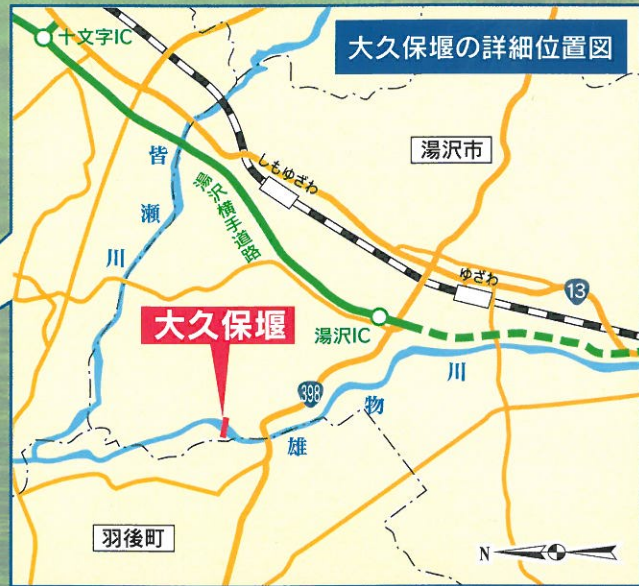 大久保堰の詳細位置図
十文字IC
湯沢市
しもゆざわ
皆瀬川
湯沢横手道路
ゆざわ
13
大久保堰
湯沢IC
398
雄物川
羽後町
N